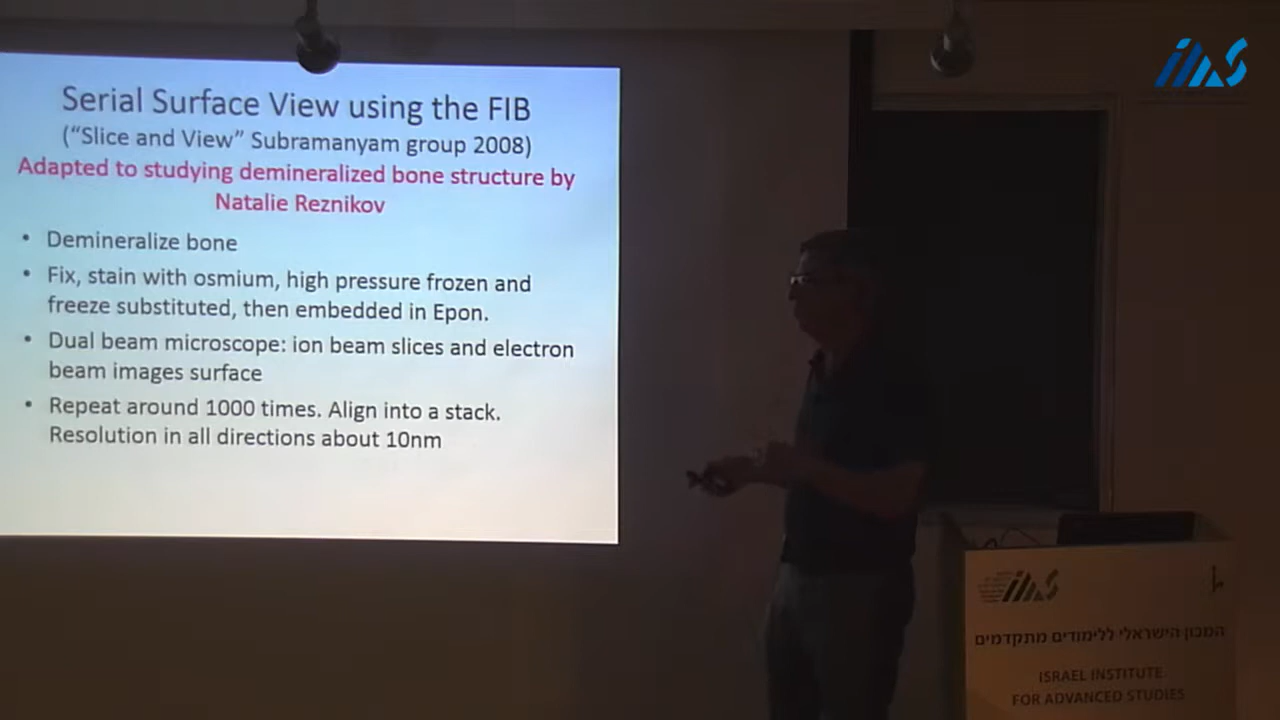 Serial Surface View using the FIB
(“Slice and View” Subramanyam group 2008)
Adapted to studying demineralized bone structure by
Natalie Reznikov
• Demineralize bone
• Fix, stain with osmium, high pressure frozen and
freeze substituted, then embedded in Epon.
• Dual beam microscope: ion beam slices and electron
beam images surface
• Repeat around 1000 times. Align into a stack.
Resolution in all directions about 10nm
IIAS
IIAS
המכון הישראלי ללימודים מתקדמים
ISRAEL INSTITUTE
FOR ADVANCED STUDIES